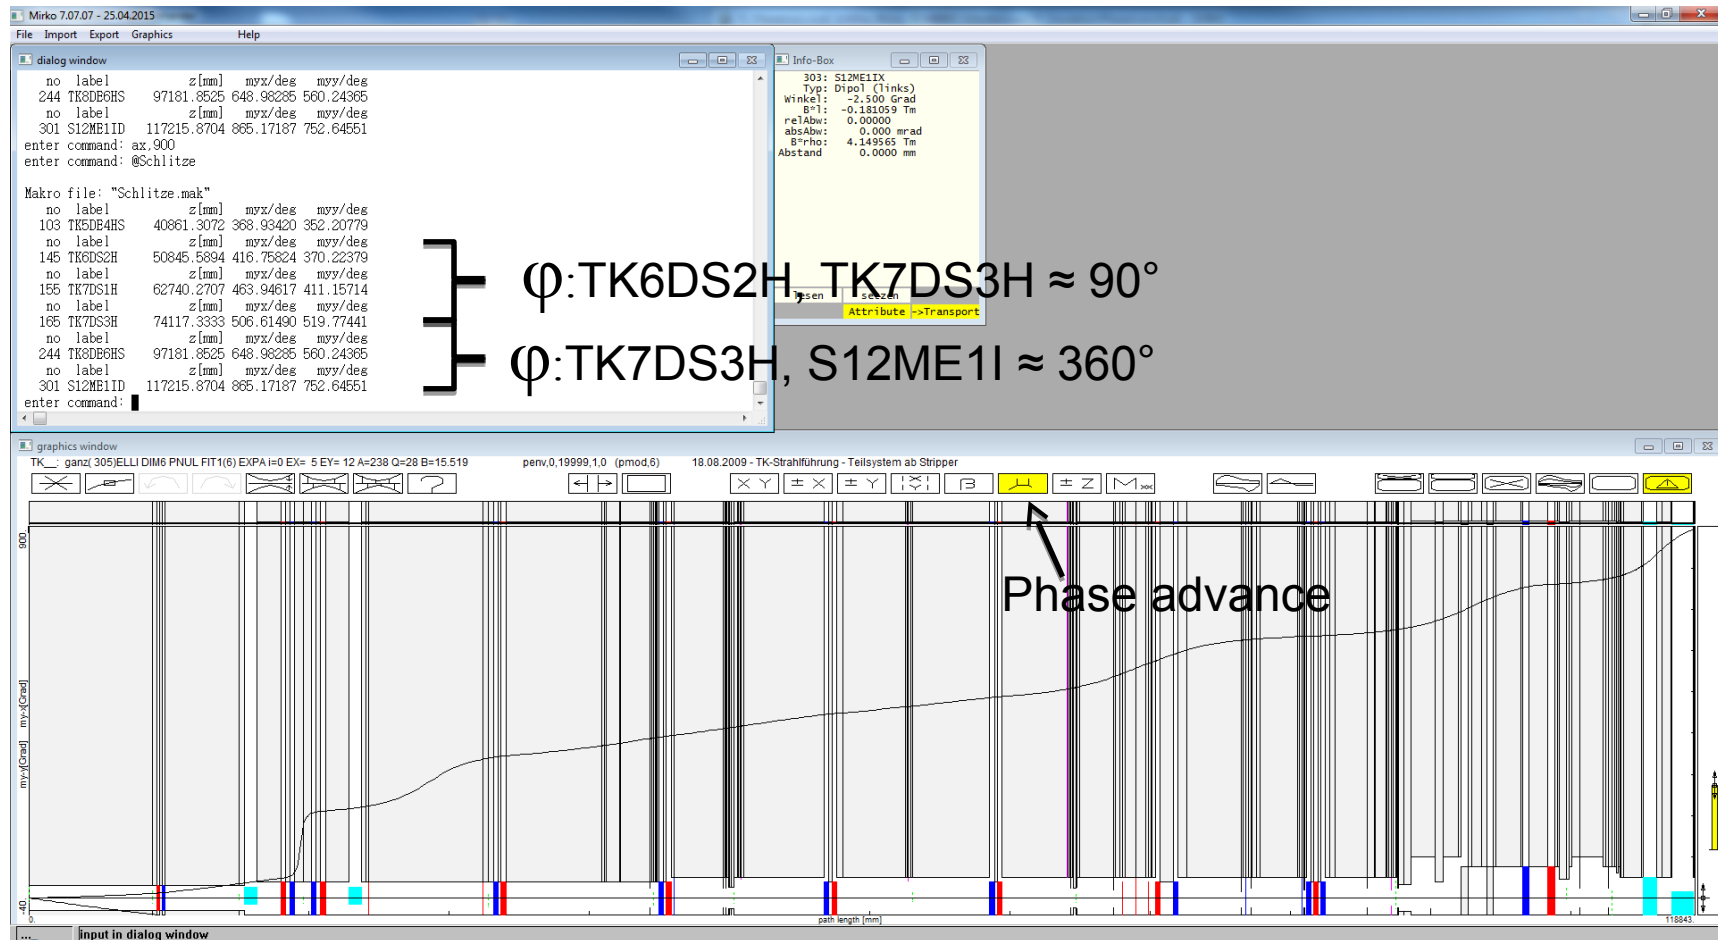 Mirko 7.07.07 - 25.04.2015
File Import Export Graphics Help
dialog window
no label z[mm] myx/deg myy/deg
244 TK8DB6HS 97181.8525 648.98285 560.24365
no label z[mm] myx/deg myy/deg
301 S12MB1ID 117215.8704 865.17187 752.64551
enter command: ax,900
enter command: @Schlitze
Makro file: "Schlitze.mak"
no label z[mm] myx/deg myy/deg
103 TK5DB4HS 40861.3072 368.93420 352.20779
no label z[mm] myx/deg myy/deg
145 TK6DS2H 50845.5894 416.75824 370.22379
no label z[mm] myx/deg myy/deg
155 TK7DS1H 62740.2707 463.94617 411.15714
no label z[mm] myx/deg myy/deg
165 TK7DS3H 74117.3333 506.61490 519.77441
no label z[mm] myx/deg myy/deg
244 TK8DB6HS 97181.8525 648.98285 560.24365
no label z[mm] myx/deg myy/deg
301 S12MB1ID 117215.8704 865.17187 752.64551
enter command:
Info-Box
303: S12ME1IX
Typ: Dipol (links)
Winkel: -2.500 Grad
B*l: -0.181059 Tm
relAbw: 0.00000
absAbw: 0.000 mrad
B*rho: 4.149565 Tm
Abstand 0.0000 mm
lesen setzen
Attribute ->Transport
φ:TK6DS2H, TK7DS3H ≈ 90°
φ:TK7DS3H, S12ME1I ≈ 360°
graphics window
TK__: ganz( 305)ELLI DIM6 PNUL FIT1(6) EXPA i=0 EX= 5 EY= 12 A=238 Q=28 B=15.519 penv,0,19999,1,0 (pmod,6) 18.08.2009 - TK-Strahlführung - Teilsystem ab Stripper
X Y ± X ± Y β μ ± Z M
900.
Phase advance
my-x[Grad]
my-y[Grad]
-40.
0. path length [mm] 118843.
..._ input in dialog window